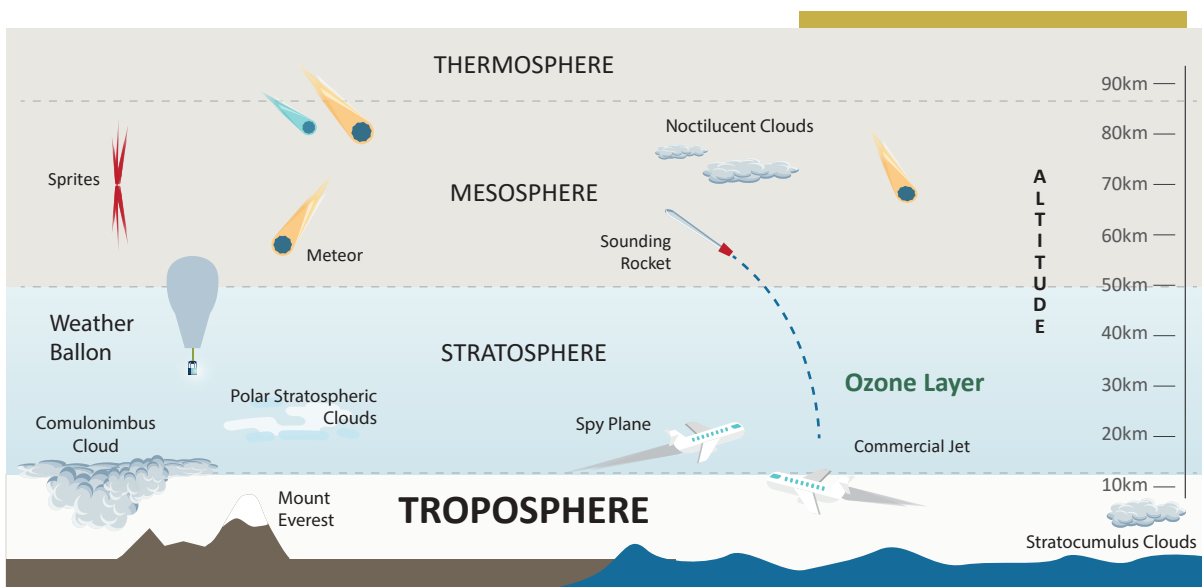 THERMOSPHERE
90km
Noctilucent Clouds
80km
Sprites
MESOSPHERE
70km
ALTITUDE
Sounding
Rocket
60km
Meteor
50km
Weather
Ballon
40km
STRATOSPHERE
Ozone Layer
30km
Polar Stratospheric
Clouds
Comulonimbus
Cloud
Spy Plane
20km
Commercial Jet
10km
Mount
Everest
TROPOSPHERE
Stratocumulus Clouds